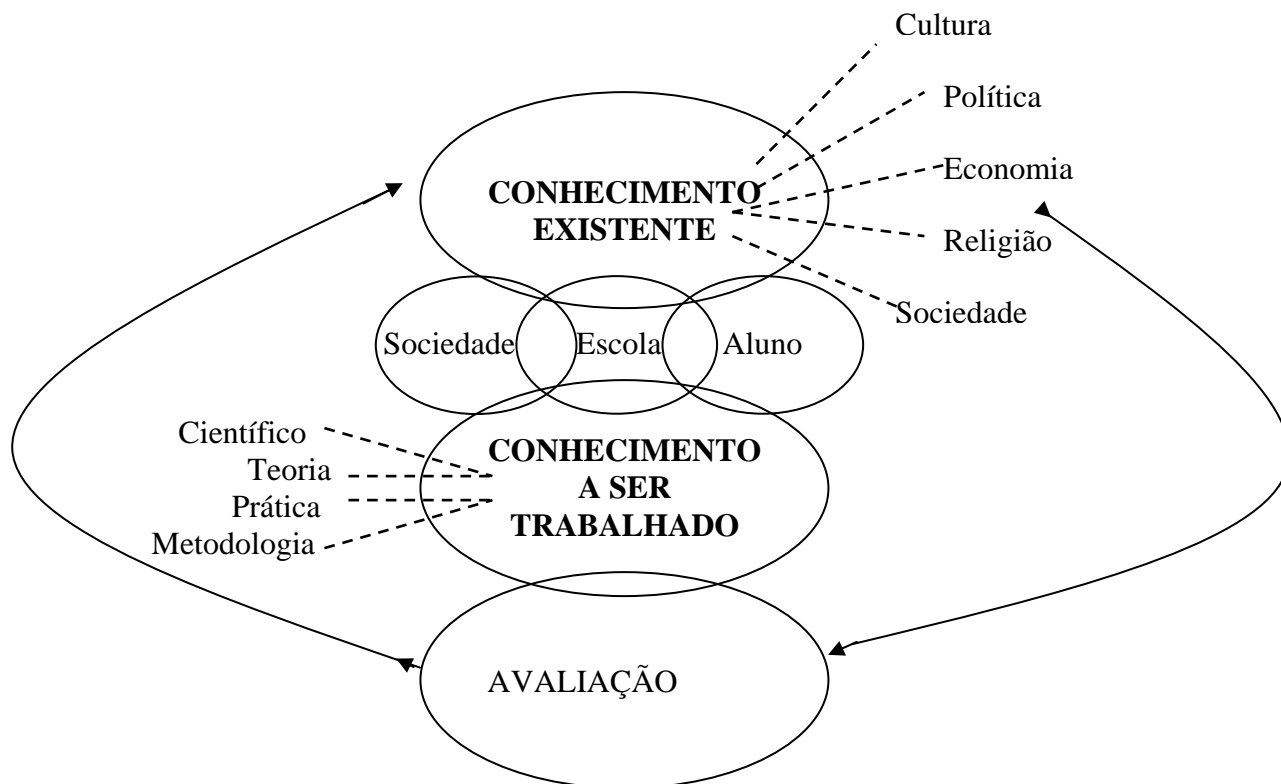 Cultura
Política
Economia
Religião
Sociedade
CONHECIMENTO
EXISTENTE
Sociedade
Escola
Aluno
Científico
Teoria
Prática
Metodologia
CONHECIMENTO
A SER
TRABALHADO
AVALIAÇÃO